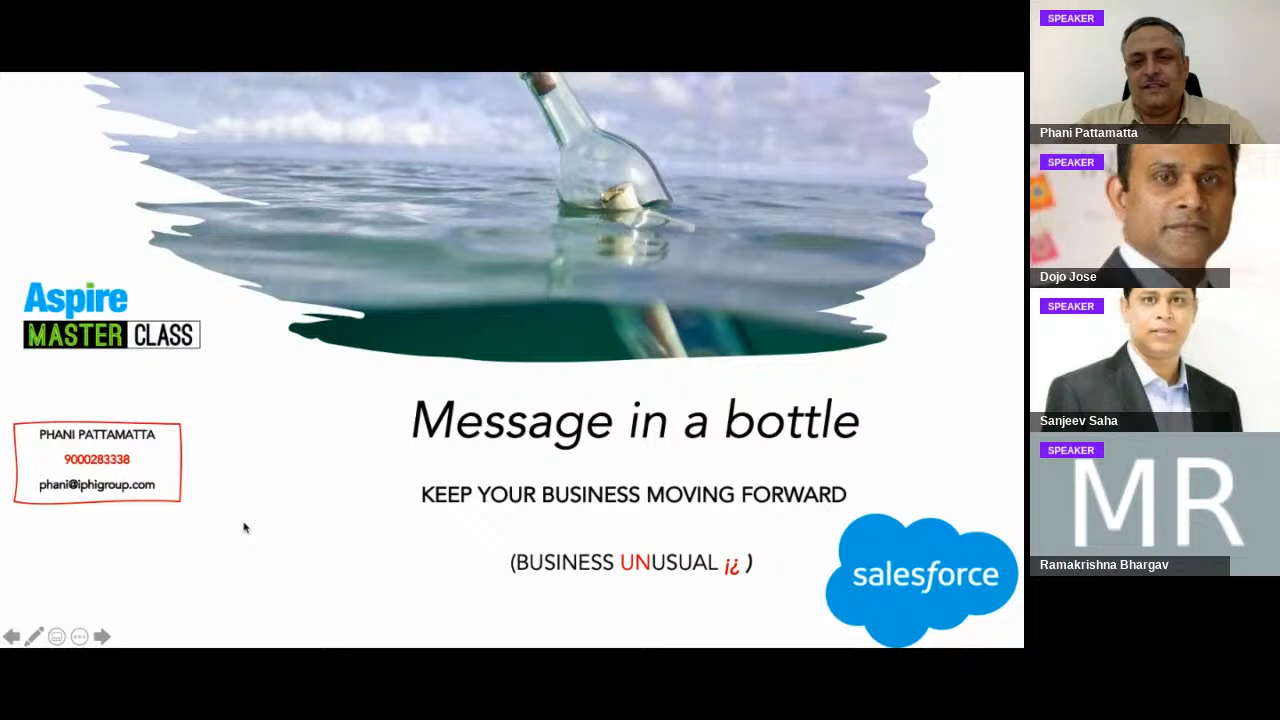 Aspire
MASTER CLASS
PHANI PATTAMATTA
9000283338
phani@iphigroup.com
Message in a bottle
KEEP YOUR BUSINESS MOVING FORWARD
(BUSINESS UNUSUAL ¡¿ )
salesforce
SPEAKER
Phani Pattamatta
SPEAKER
Dojo Jose
SPEAKER
Sanjeev Saha
SPEAKER
MR
Ramakrishna Bhargav